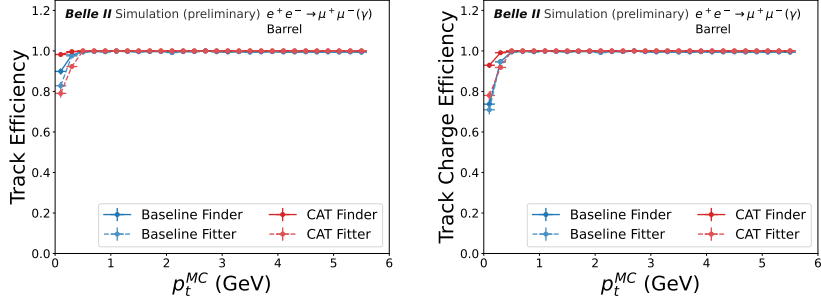 Belle II Simulation (preliminary) e⁺e⁻ → μ⁺μ⁻(γ)
Barrel
1.2
1.0
0.8
0.6
0.4
0.2
0.0
Track Efficiency
Baseline Finder
Baseline Fitter
CAT Finder
CAT Fitter
0 1 2 3 4 5 6
p_t^{MC} (GeV)
Belle II Simulation (preliminary) e⁺e⁻ → μ⁺μ⁻(γ)
Barrel
1.2
1.0
0.8
0.6
0.4
0.2
0.0
Track Charge Efficiency
Baseline Finder
Baseline Fitter
CAT Finder
CAT Fitter
0 1 2 3 4 5 6
p_t^{MC} (GeV)